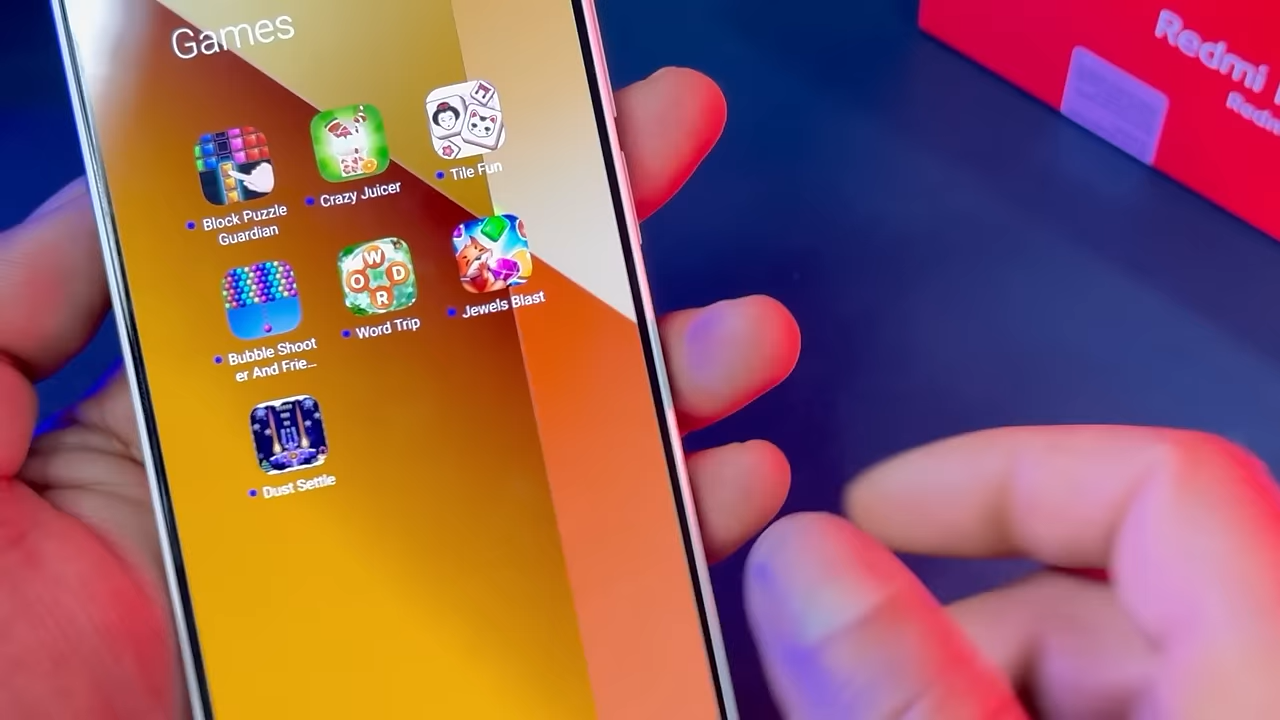 Games
Block Puzzle
Guardian
Crazy Juicer
Tile Fun
Bubble Shoot
er And Frie...
W
O D
R
Word Trip
Jewels Blast
Dust Settle
Redmi